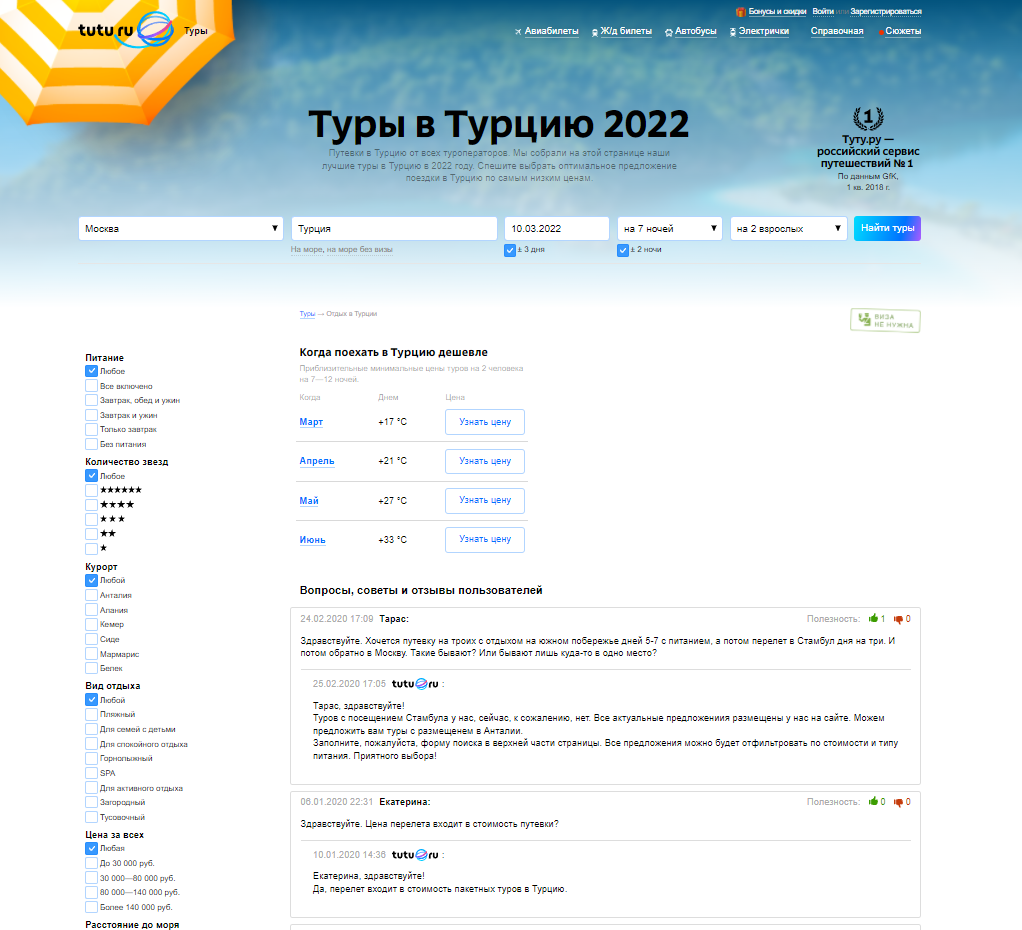 Бонусы и скидки Войти или Зарегистрироваться
tutu.ru Туры
Авиабилеты Ж/д билеты Автобусы Электрички Справочная Сюжеты
Туры в Турцию 2022
Путевки в Турцию от всех туроператоров. Мы собрали на этой странице наши
лучшие туры в Турцию в 2022 году. Спешите выбрать оптимальное предложение
поездки в Турцию по самым низким ценам.
1
Туту.ру —
российский сервис
путешествий № 1
По данным GfK,
1 кв. 2018 г.
Москва Турция 10.03.2022 на 7 ночей на 2 взрослых Найти туры
На море, на море без визы ± 3 дня ± 2 ночи
Туры → Отдых в Турции
ВИЗА
НЕ НУЖНА
Питание
Любое
Все включено
Завтрак, обед и ужин
Завтрак и ужин
Только завтрак
Без питания
Количество звезд
Любое
★★★★★★
★★★★
★★★
★★
★
Курорт
Любой
Анталия
Алания
Кемер
Сиде
Мармарис
Белек
Вид отдыха
Любой
Пляжный
Для семей с детьми
Для спокойного отдыха
Горнолыжный
SPA
Для активного отдыха
Загородный
Тусовочный
Цена за всех
Любая
До 30 000 руб.
30 000—80 000 руб.
80 000—140 000 руб.
Более 140 000 руб.
Расстояние до моря
Когда поехать в Турцию дешевле
Приблизительные минимальные цены туров на 2 человека
на 7—12 ночей.
Когда Днем Цена
Март +17 °C Узнать цену
Апрель +21 °C Узнать цену
Май +27 °C Узнать цену
Июнь +33 °C Узнать цену
Вопросы, советы и отзывы пользователей
24.02.2020 17:09 Тарас: Полезность: 1 0
Здравствуйте. Хочется путевку на троих с отдыхом на южном побережье дней 5-7 с питанием, а потом перелет в Стамбул дня на три. И
потом обратно в Москву. Такие бывают? Или бывают лишь куда-то в одно место?
25.02.2020 17:05 tutu.ru :
Тарас, здравствуйте!
Туров с посещением Стамбула у нас, сейчас, к сожалению, нет. Все актуальные предложениия размещены у нас на сайте. Можем
предложить вам туры с размещенем в Анталии.
Заполните, пожалуйста, форму поиска в верхней части страницы. Все предложения можно будет отфильтровать по стоимости и типу
питания. Приятного выбора!
06.01.2020 22:31 Екатерина: Полезность: 0 0
Здравствуйте. Цена перелета входит в стоимость путевки?
10.01.2020 14:36 tutu.ru :
Екатерина, здравствуйте!
Да, перелет входит в стоимость пакетных туров в Турцию.